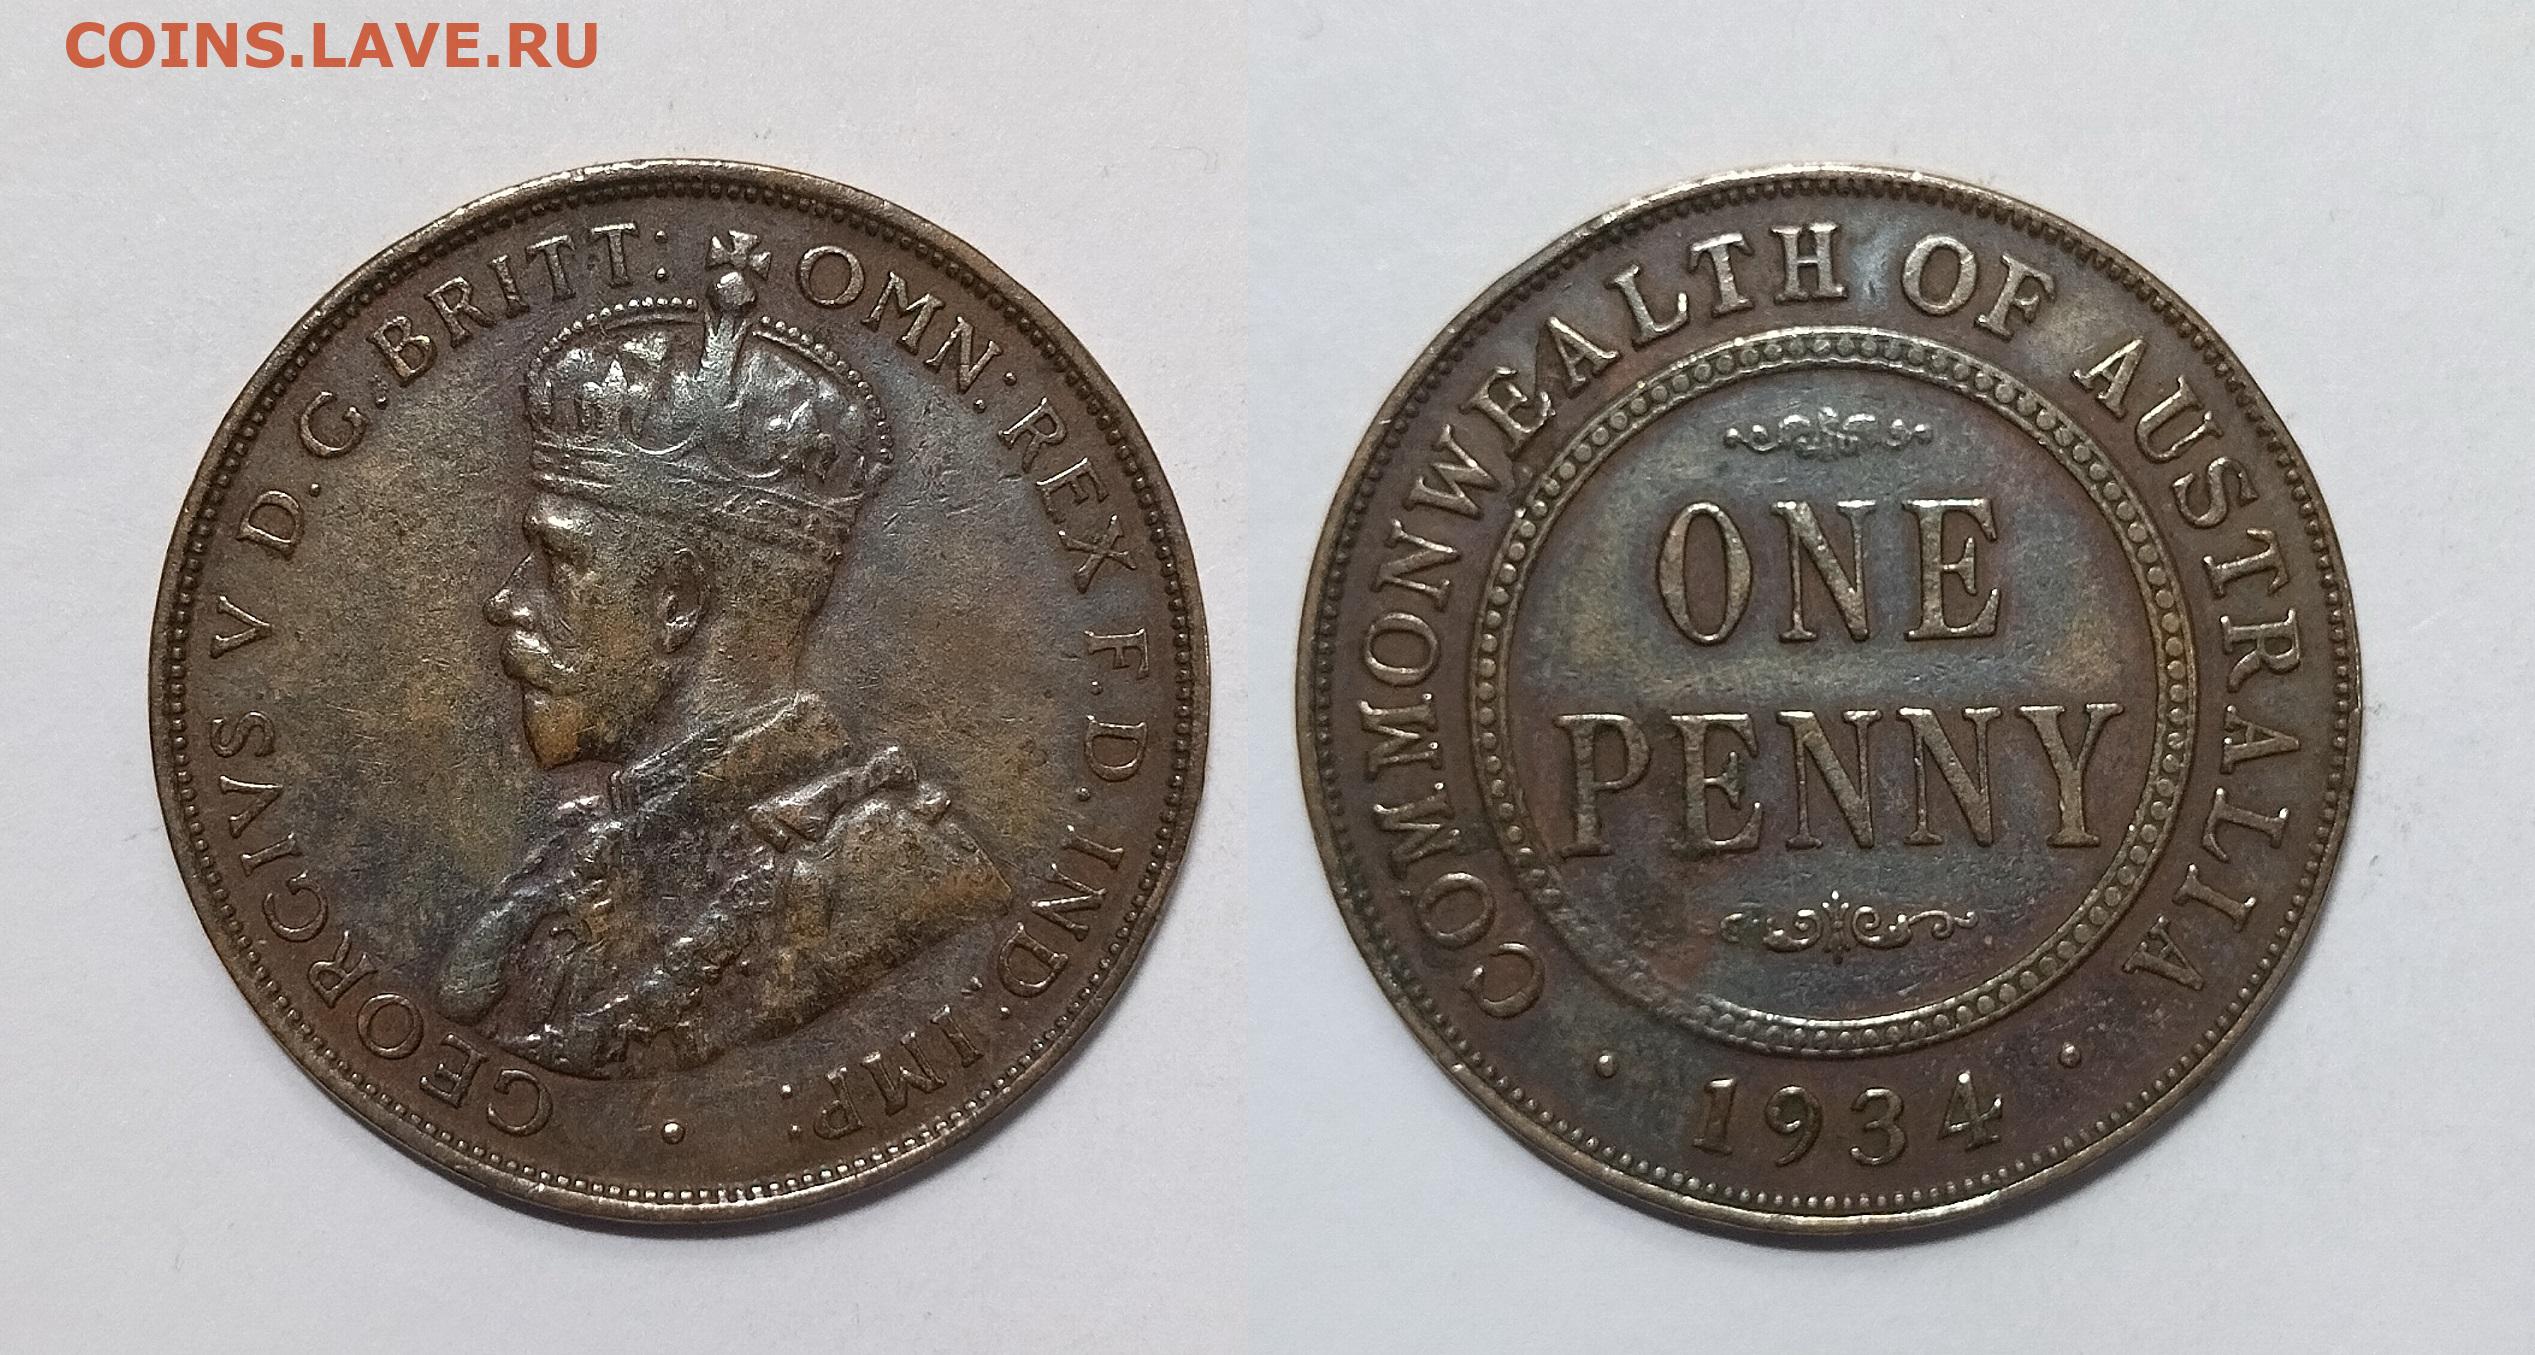 COINS.LAVE.RU
GEORGIVS V D.G.BRITT: OMN: REX F.D.IND:IMP:
COMMONWEALTH OF AUSTRALIA
ONE
PENNY
· 1934 ·